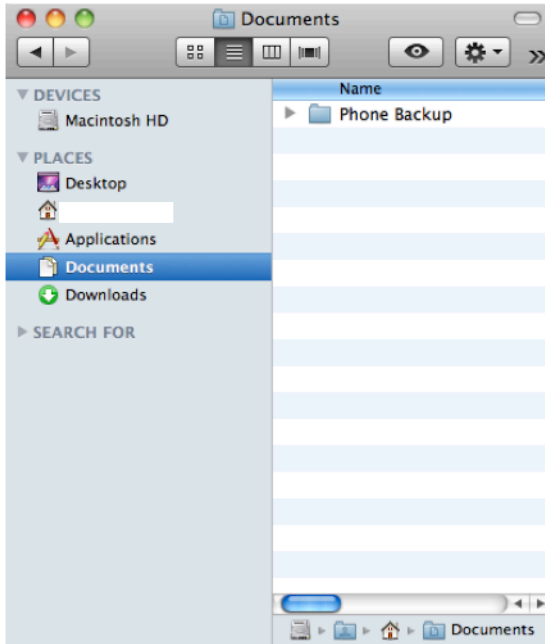 Documents
Name
DEVICES
Macintosh HD
Phone Backup
PLACES
Desktop
Applications
Documents
Downloads
SEARCH FOR
Documents